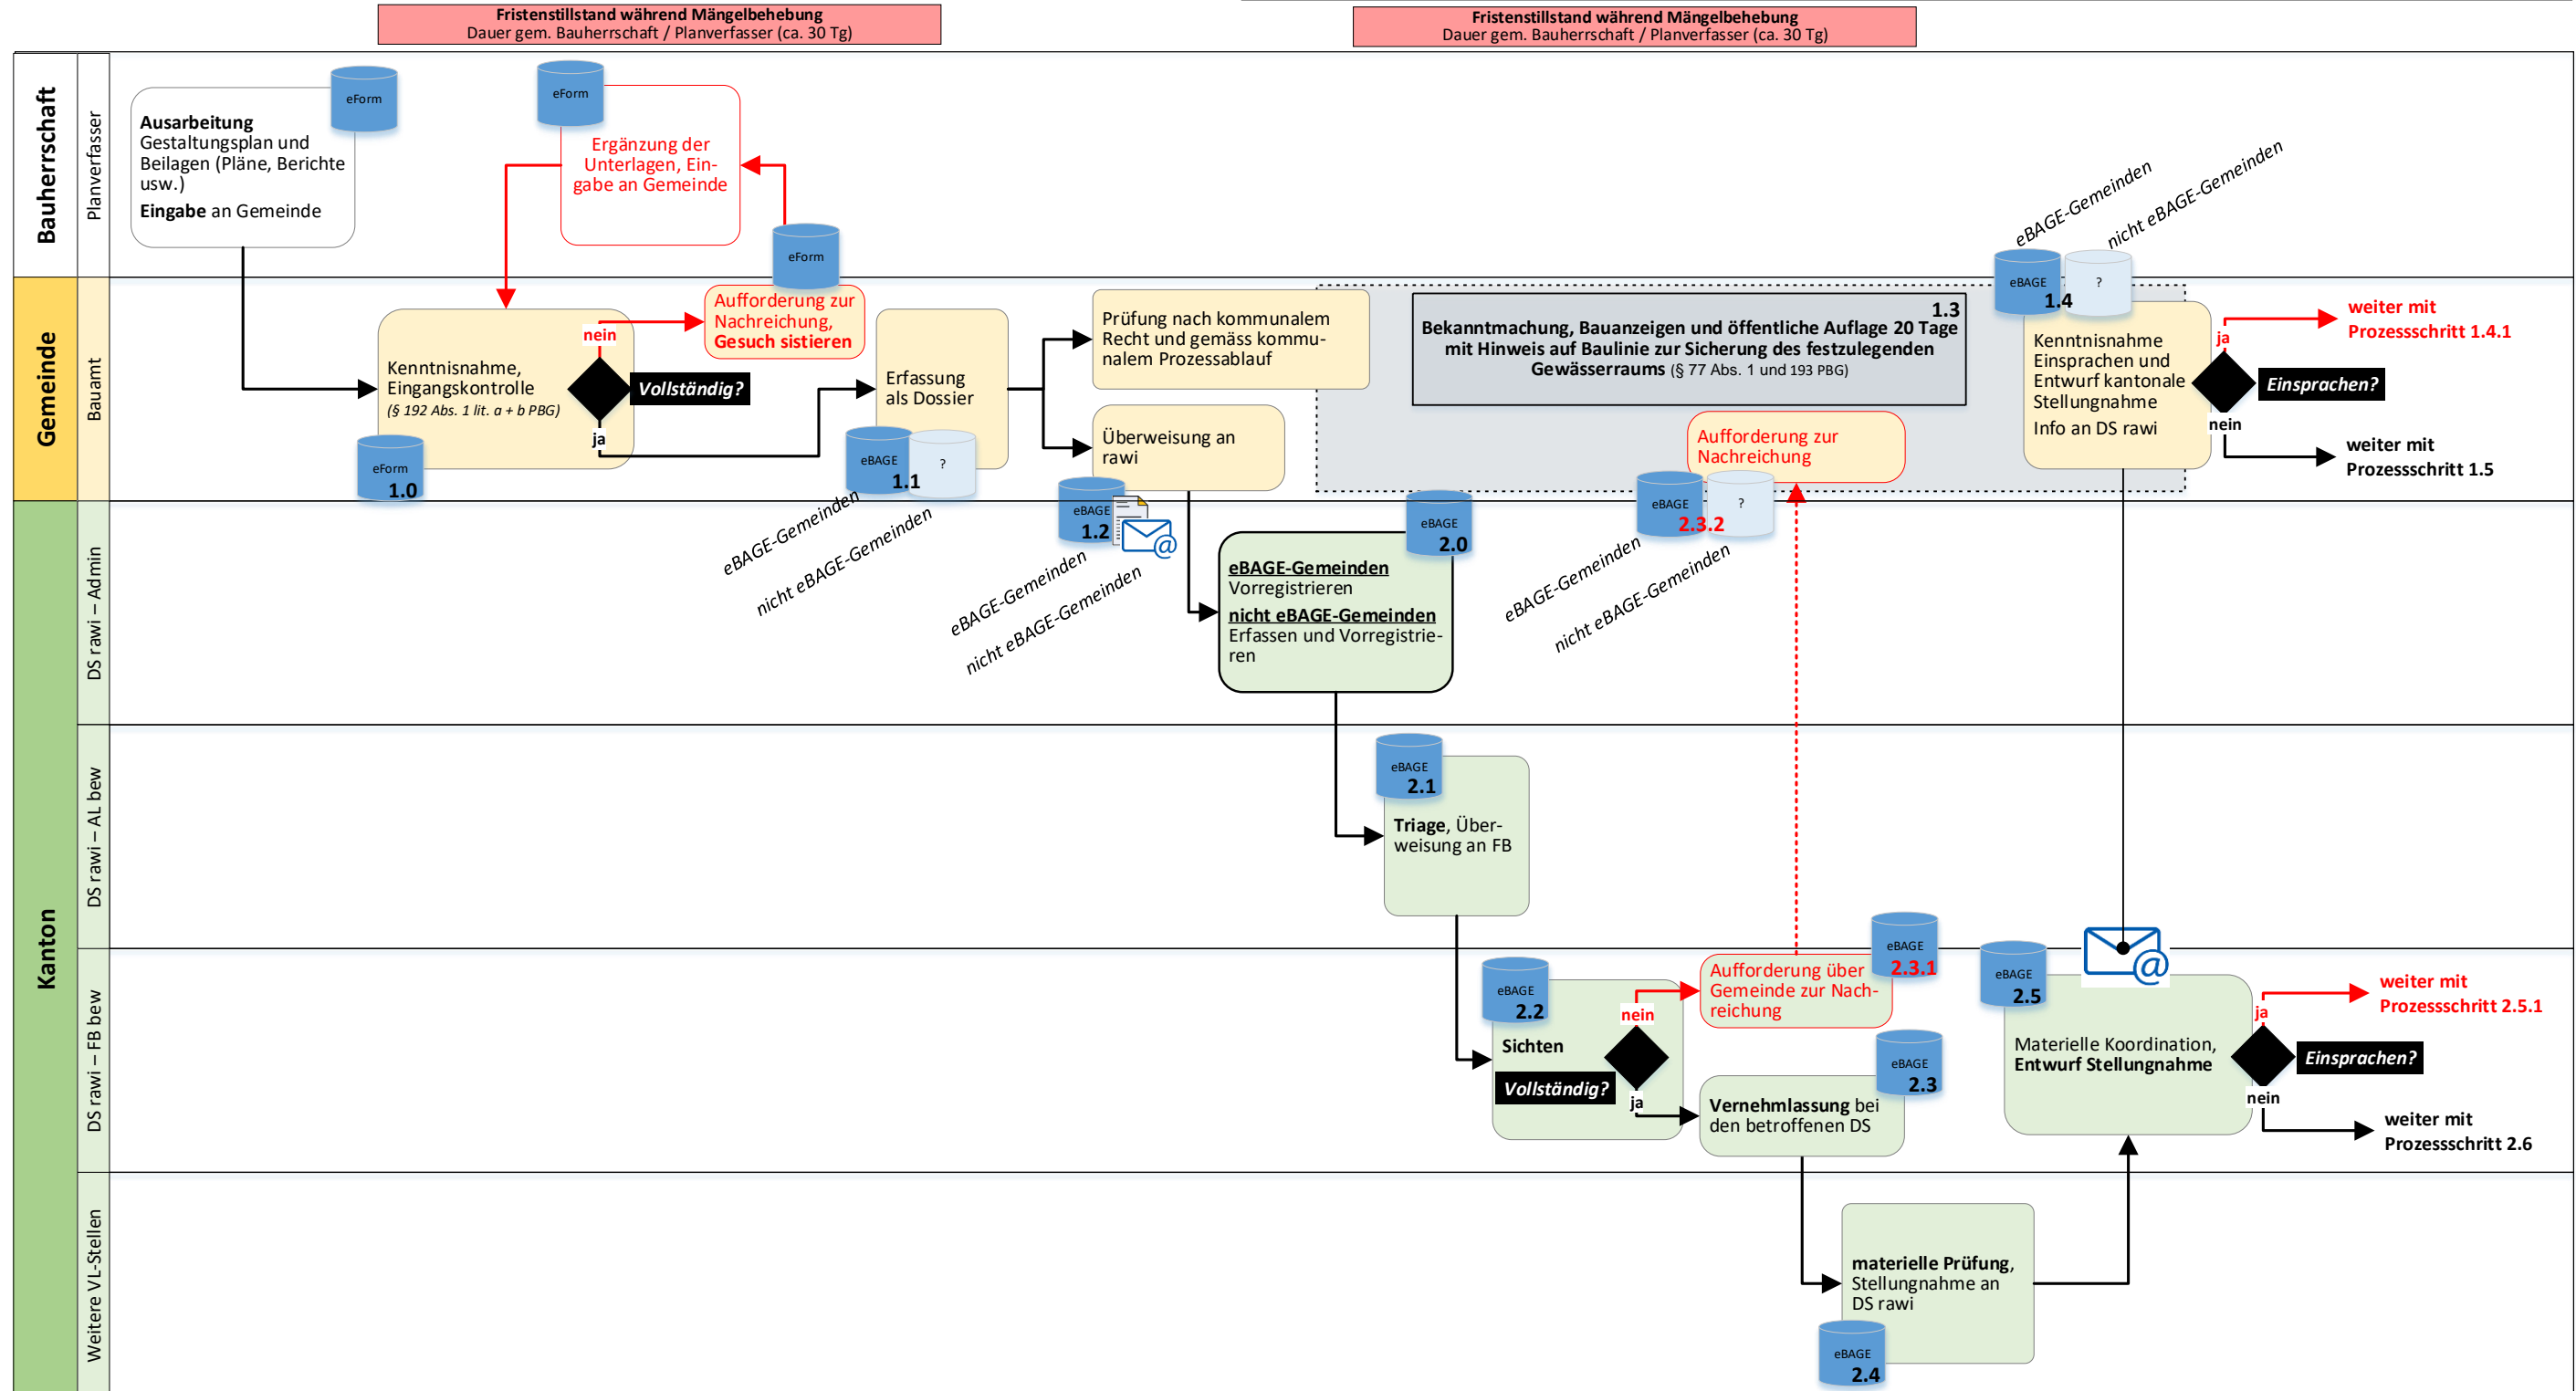 Fristenstillstand während Mängelbehebung
Dauer gem. Bauherrschaft / Planverfasser (ca. 30 Tg)
Fristenstillstand während Mängelbehebung
Dauer gem. Bauherrschaft / Planverfasser (ca. 30 Tg)
Bauherrschaft
Planverfasser
eForm
Ausarbeitung
Gestaltungsplan und
Beilagen (Pläne, Berichte
usw.)
Eingabe an Gemeinde
eForm
Ergänzung der
Unterlagen, Ein-
gabe an Gemeinde
eForm
eBAGE-Gemeinden
nicht eBAGE-Gemeinden
Gemeinde
Bauamt
Kenntnisnahme,
Eingangskontrolle
(§ 192 Abs. 1 lit. a + b PBG)
eForm
1.0
nein
Vollständig?
ja
Aufforderung zur
Nachreichung,
Gesuch sistieren
Erfassung
als Dossier
eBAGE
1.1
?
eBAGE-Gemeinden
nicht eBAGE-Gemeinden
Prüfung nach kommunalem
Recht und gemäss kommu-
nalem Prozessablauf
Überweisung an
rawi
eBAGE
1.2
@
eBAGE-Gemeinden
nicht eBAGE-Gemeinden
1.3
Bekanntmachung, Bauanzeigen und öffentliche Auflage 20 Tage
mit Hinweis auf Baulinie zur Sicherung des festzulegenden
Gewässerraums (§ 77 Abs. 1 und 193 PBG)
Aufforderung zur
Nachreichung
eBAGE
2.3.2
?
eBAGE-Gemeinden
nicht eBAGE-Gemeinden
eBAGE
1.4
?
Kenntnisnahme
Einsprachen und
Entwurf kantonale
Stellungnahme
Info an DS rawi
ja
Einsprachen?
nein
weiter mit
Prozessschritt 1.4.1
weiter mit
Prozessschritt 1.5
Kanton
DS rawi – Admin
eBAGE
2.0
eBAGE-Gemeinden
Vorregistrieren
nicht eBAGE-Gemeinden
Erfassen und Vorregistrie-
ren
DS rawi – AL bew
eBAGE
2.1
Triage, Über-
weisung an FB
DS rawi – FB bew
eBAGE
2.2
Sichten
Vollständig?
nein
ja
Aufforderung über
Gemeinde zur Nach-
reichung
eBAGE
2.3.1
eBAGE
2.3
Vernehmlassung bei
den betroffenen DS
eBAGE
2.5
@
Materielle Koordination,
Entwurf Stellungnahme
ja
Einsprachen?
nein
weiter mit
Prozessschritt 2.5.1
weiter mit
Prozessschritt 2.6
Weitere VL-Stellen
materielle Prüfung,
Stellungnahme an
DS rawi
eBAGE
2.4